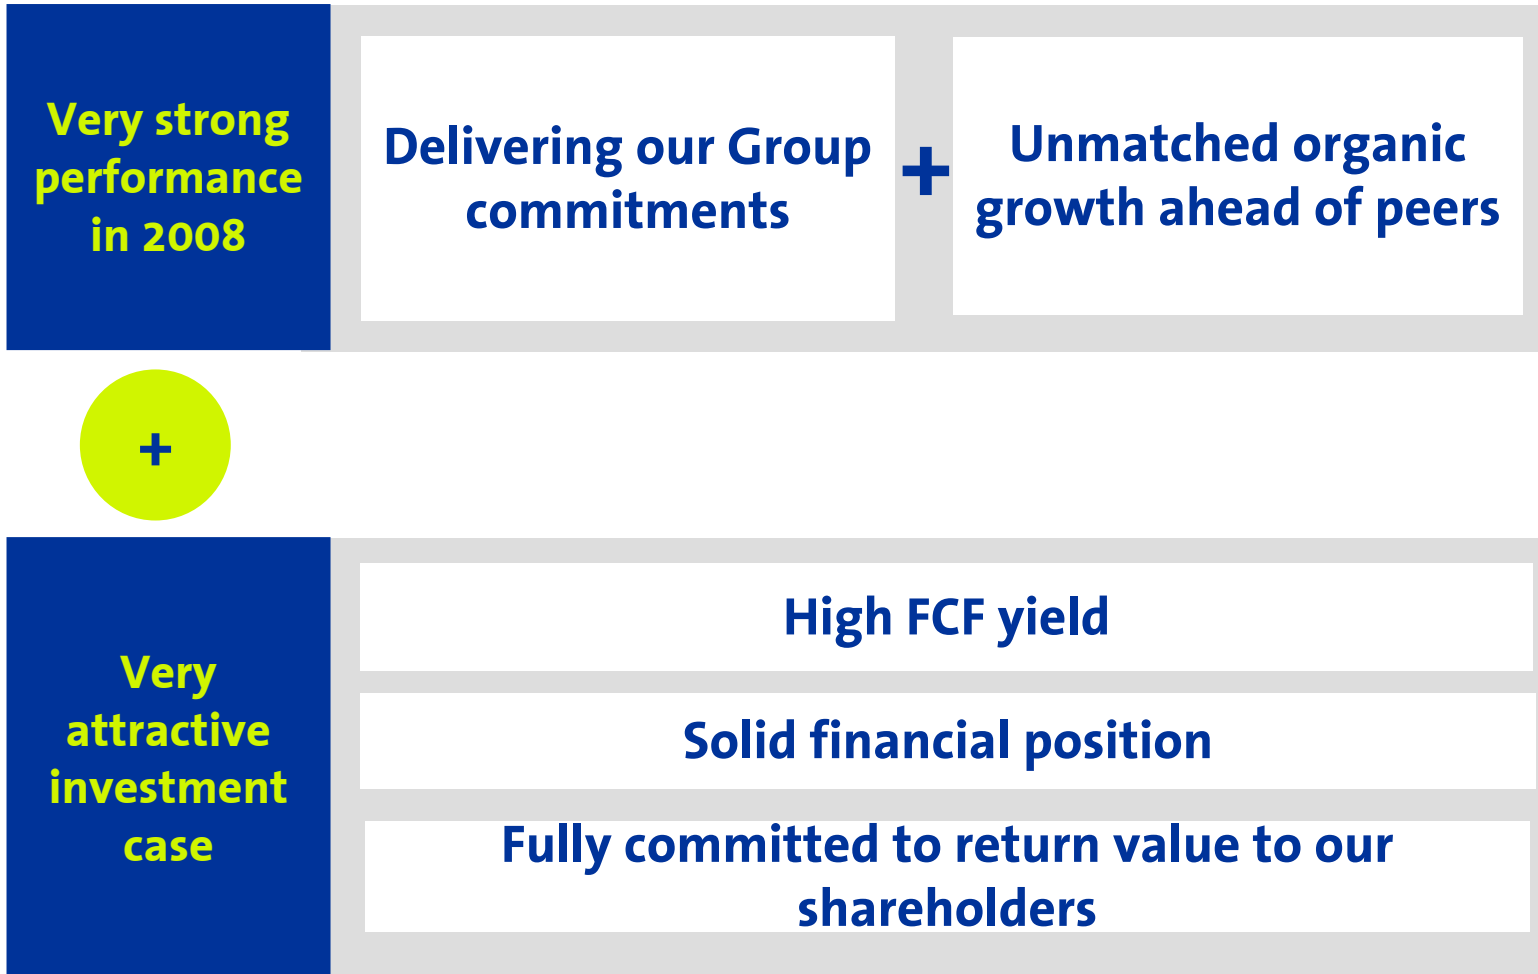 Very strong
performance
in 2008
Delivering our Group
commitments
+
Unmatched organic
growth ahead of peers
+
Very
attractive
investment
case
High FCF yield
Solid financial position
Fully committed to return value to our
shareholders